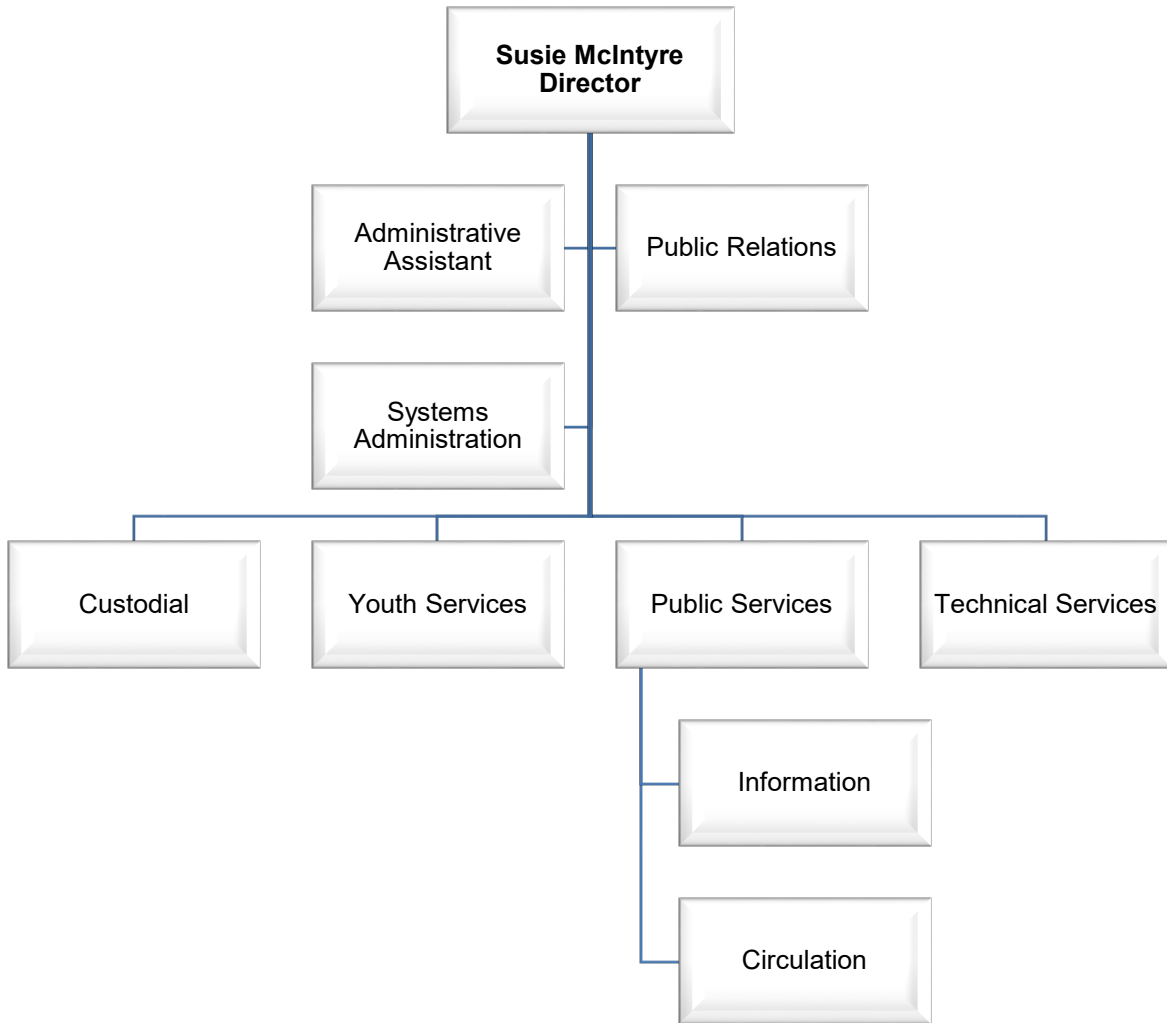 Susie McIntyre
Director
Administrative
Assistant
Public Relations
Systems
Administration
Custodial
Youth Services
Public Services
Technical Services
Information
Circulation